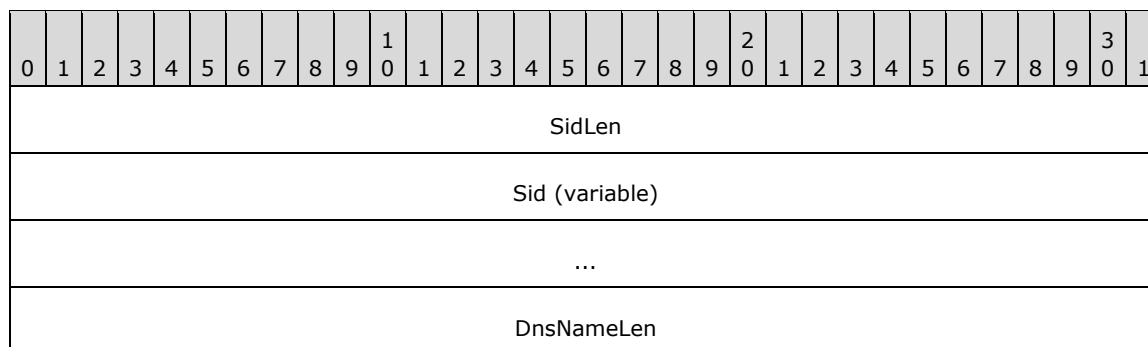 1 2 3
0 1 2 3 4 5 6 7 8 9 0 1 2 3 4 5 6 7 8 9 0 1 2 3 4 5 6 7 8 9 0 1
SidLen
Sid (variable)
...
DnsNameLen